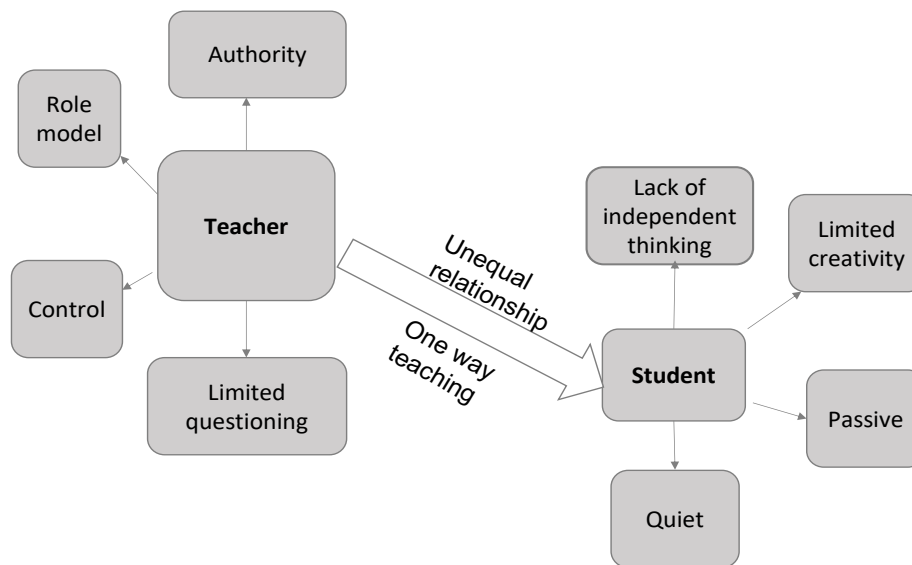 Authority
Role
model
Teacher
Control
Limited
questioning
Unequal
relationship
One way
teaching
Lack of
independent
thinking
Limited
creativity
Student
Passive
Quiet